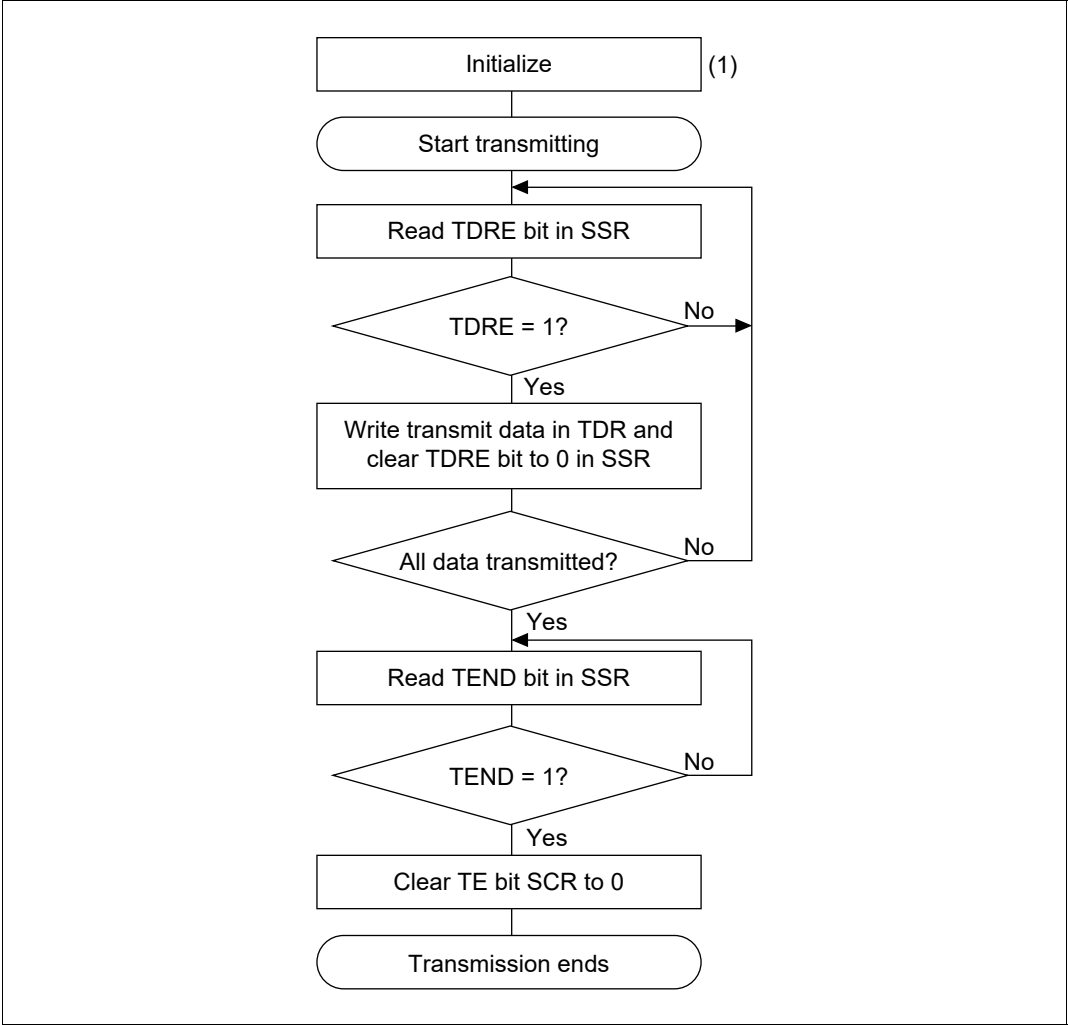 Initialize
(1)
Start transmitting
Read TDRE bit in SSR
TDRE = 1?
No
Yes
Write transmit data in TDR and
clear TDRE bit to 0 in SSR
All data transmitted?
No
Yes
Read TEND bit in SSR
TEND = 1?
No
Yes
Clear TE bit SCR to 0
Transmission ends